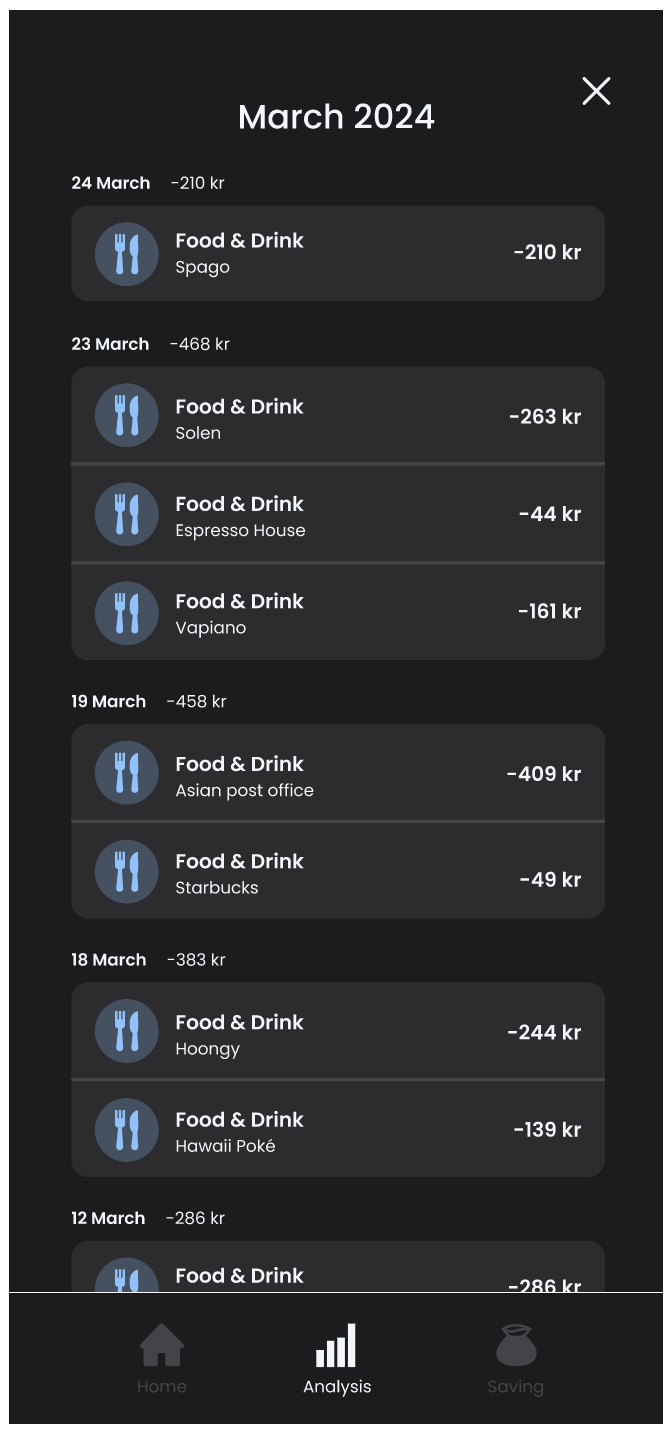 March 2024
24 March -210 kr
Food & Drink
Spago
-210 kr
23 March -468 kr
Food & Drink
Solen
-263 kr
Food & Drink
Espresso House
-44 kr
Food & Drink
Vapiano
-161 kr
19 March -458 kr
Food & Drink
Asian post office
-409 kr
Food & Drink
Starbucks
-49 kr
18 March -383 kr
Food & Drink
Hoongy
-244 kr
Food & Drink
Hawaii Poké
-139 kr
12 March -286 kr
Food & Drink
-286 kr
Home Analysis Saving